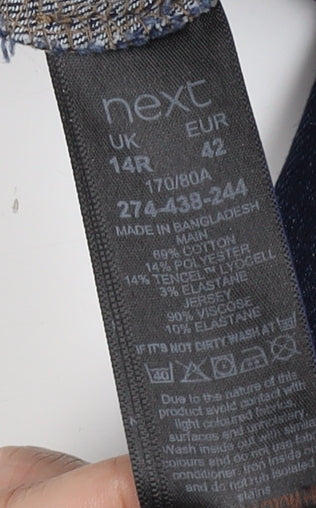 next
UK EUR
14R 42
170/80A
274-438-244
MADE IN BANGLADESH
MAIN
69% COTTON
14% POLYESTER
14% TENCEL™ LYOCELL
3% ELASTANE
JERSEY
90% VISCOSE
10% ELASTANE
IF IT'S NOT DIRTY WASH AT 30
40
Due to the nature of this
product avoid contact with
light coloured fabrics,
surfaces and upholstery.
Wash inside out with similar
colours and do not use fabric
conditioner. Iron inside out
and do not rub isolated
stains